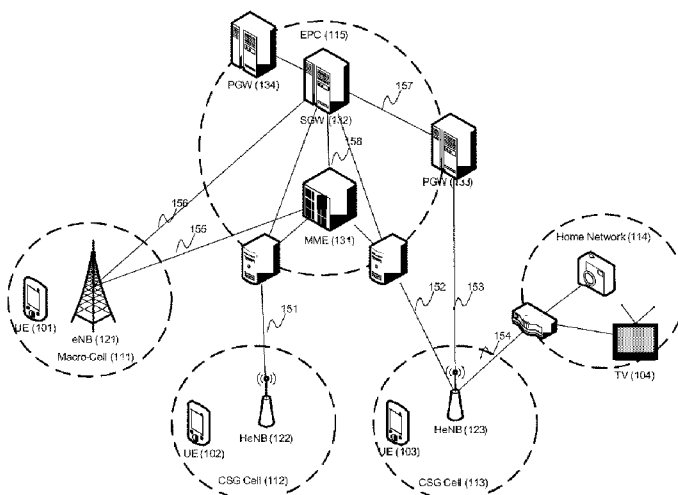 EPC (115)
PGW (134)
SGW (132)
157
158
PGW (133)
156
155
MME (131)
Home Network (114)
UE (101)
eNB (121)
Macro-Cell (111)
151
152
153
154
TV (104)
UE (102)
HeNB (122)
CSG Cell (112)
UE (103)
HeNB (123)
CSG Cell (113)